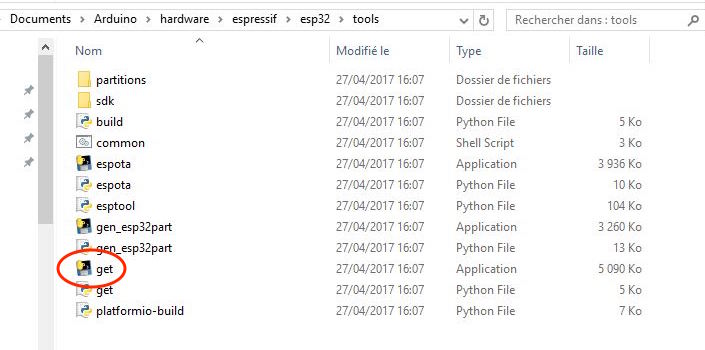 Documents > Arduino > hardware > espressif > esp32 > tools
Rechercher dans : tools
Nom Modifié le Type Taille
partitions 27/04/2017 16:07 Dossier de fichiers
sdk 27/04/2017 16:07 Dossier de fichiers
build 27/04/2017 16:07 Python File 5 Ko
common 27/04/2017 16:07 Shell Script 3 Ko
espota 27/04/2017 16:07 Application 3 936 Ko
espota 27/04/2017 16:07 Python File 10 Ko
esptool 27/04/2017 16:07 Python File 104 Ko
gen_esp32part 27/04/2017 16:07 Application 3 260 Ko
gen_esp32part 27/04/2017 16:07 Python File 13 Ko
get 27/04/2017 16:07 Application 5 090 Ko
get 27/04/2017 16:07 Python File 5 Ko
platformio-build 27/04/2017 16:07 Python File 7 Ko